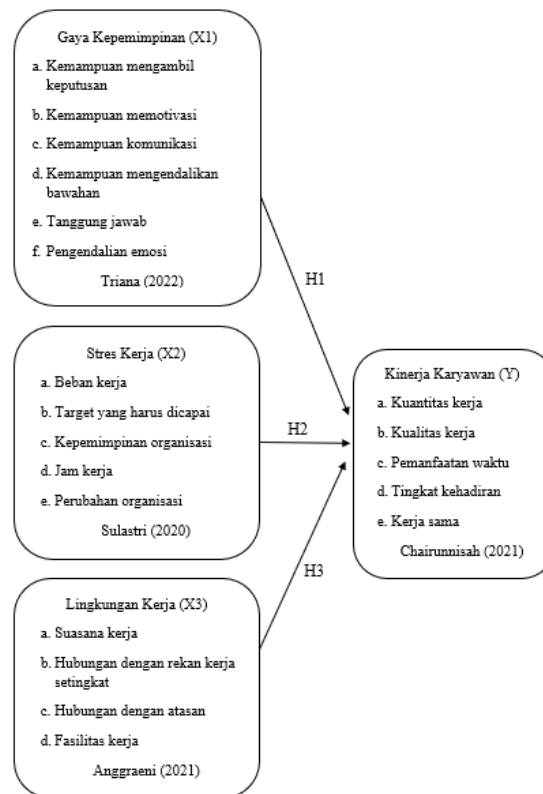 Gaya Kepemimpinan (X1)
a. Kemampuan mengambil
keputusan
b. Kemampuan memotivasi
c. Kemampuan komunikasi
d. Kemampuan mengendalikan
bawahan
e. Tanggung jawab
f. Pengendalian emosi
Triana (2022)
H1
Stres Kerja (X2)
a. Beban kerja
b. Target yang harus dicapai
c. Kepemimpinan organisasi
d. Jam kerja
e. Perubahan organisasi
Sulastri (2020)
H2
Kinerja Karyawan (Y)
a. Kuantitas kerja
b. Kualitas kerja
c. Pemanfaatan waktu
d. Tingkat kehadiran
e. Kerja sama
Chairunnisah (2021)
H3
Lingkungan Kerja (X3)
a. Suasana kerja
b. Hubungan dengan rekan kerja
setingkat
c. Hubungan dengan atasan
d. Fasilitas kerja
Anggraeni (2021)